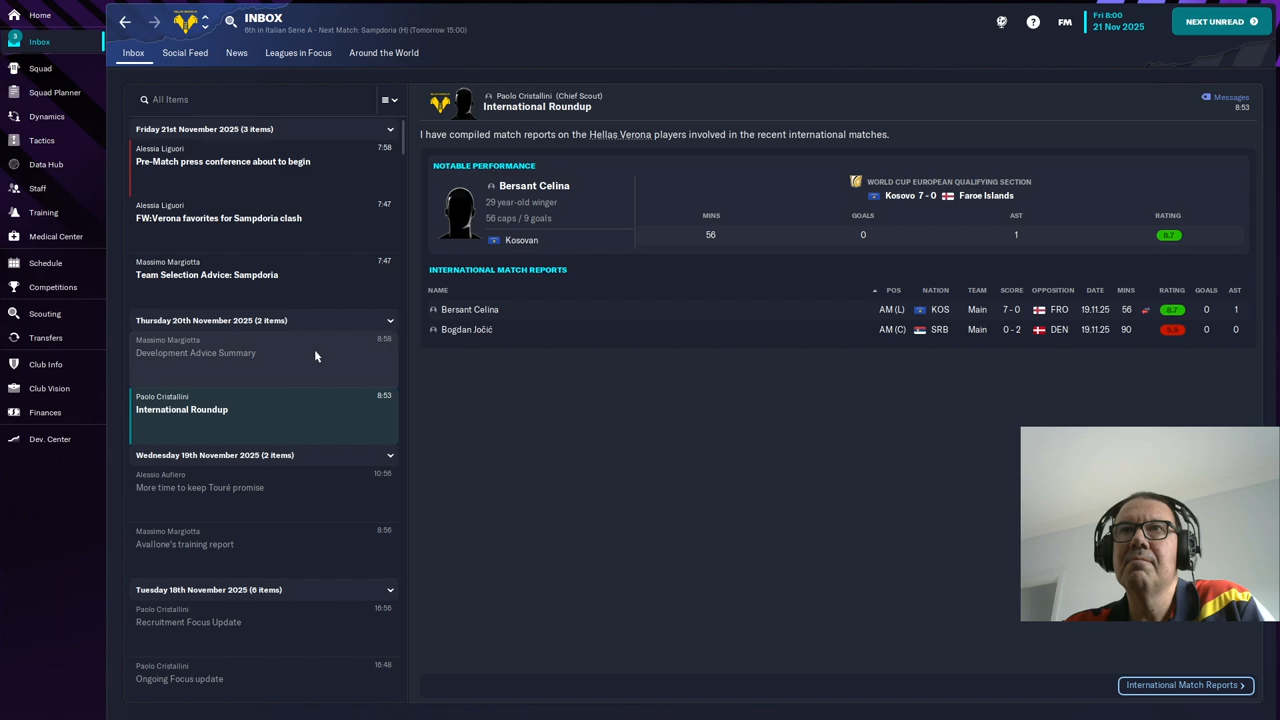 Home
INBOX
6th in Italian Serie A - Next Match: Sampdoria (H) (Tomorrow 15:00)
FM
Fri 8:00
21 Nov 2025
NEXT UNREAD
3
Inbox
Squad
Squad Planner
Dynamics
Tactics
Data Hub
Staff
Training
Medical Center
Schedule
Competitions
Scouting
Transfers
Club Info
Club Vision
Finances
Dev. Center
Inbox
Social Feed
News
Leagues in Focus
Around the World
All Items
Friday 21st November 2025 (3 items)
Alessia Liguori
7:58
Pre-Match press conference about to begin
Alessia Liguori
7:47
FW:Verona favorites for Sampdoria clash
Massimo Margiotta
7:47
Team Selection Advice: Sampdoria
Thursday 20th November 2025 (2 items)
Massimo Margiotta
8:58
Development Advice Summary
Paolo Cristallini
8:53
International Roundup
Wednesday 19th November 2025 (2 items)
Alessio Aufiero
10:56
More time to keep Touré promise
Massimo Margiotta
8:56
Avallone's training report
Tuesday 18th November 2025 (6 items)
Paolo Cristallini
16:56
Recruitment Focus Update
Paolo Cristallini
16:48
Ongoing Focus update
Paolo Cristallini (Chief Scout)
International Roundup
Messages
8:53
I have compiled match reports on the Hellas Verona players involved in the recent international matches.
NOTABLE PERFORMANCE
Bersant Celina
29 year-old winger
56 caps / 9 goals
Kosovan
WORLD CUP EUROPEAN QUALIFYING SECTION
Kosovo 7 - 0 Faroe Islands
MINS GOALS AST RATING
56 0 1 8.7
INTERNATIONAL MATCH REPORTS
NAME POS NATION TEAM SCORE OPPOSITION DATE MINS RATING GOALS AST
Bersant Celina AM (L) KOS Main 7 - 0 FRO 19.11.25 56 8.7 0 1
Bogdan Jočić AM (C) SRB Main 0 - 2 DEN 19.11.25 90 0 0
International Match Reports